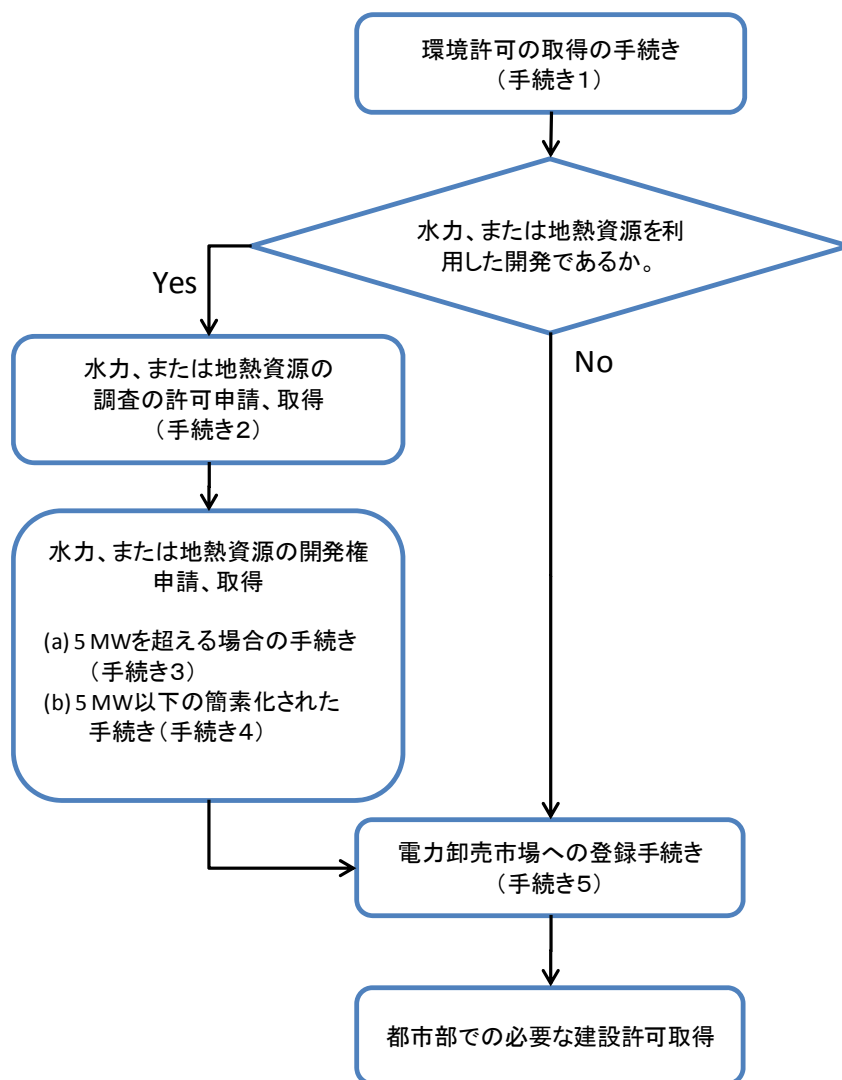 環境許可の取得の手続き
（手続き1）
水力、または地熱資源を利
用した開発であるか。
Yes
No
水力、または地熱資源の
調査の許可申請、取得
（手続き2）
水力、または地熱資源の開発権
申請、取得
(a) 5 MWを超える場合の手続き
（手続き3）
(b) 5 MW以下の簡素化された
手続き（手続き4）
電力卸売市場への登録手続き
（手続き5）
都市部での必要な建設許可取得